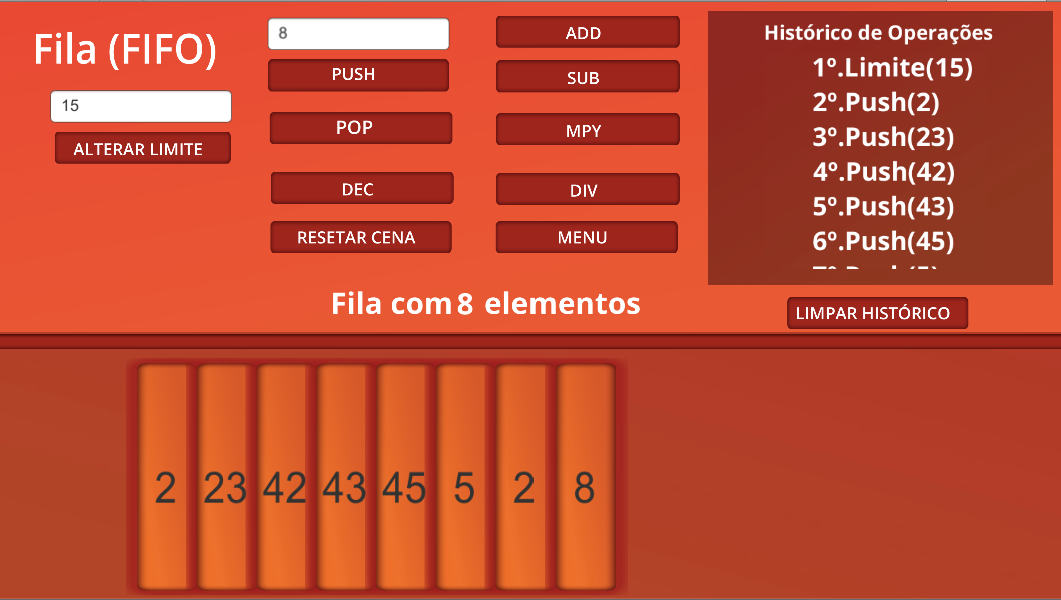 Fila (FIFO)
15
ALTERAR LIMITE
8
PUSH
POP
DEC
RESETAR CENA
ADD
SUB
MPY
DIV
MENU
Histórico de Operações
1º.Limite(15)
2º.Push(2)
3º.Push(23)
4º.Push(42)
5º.Push(43)
6º.Push(45)
LIMPAR HISTÓRICO
Fila com 8 elementos
2 23 42 43 45 5 2 8